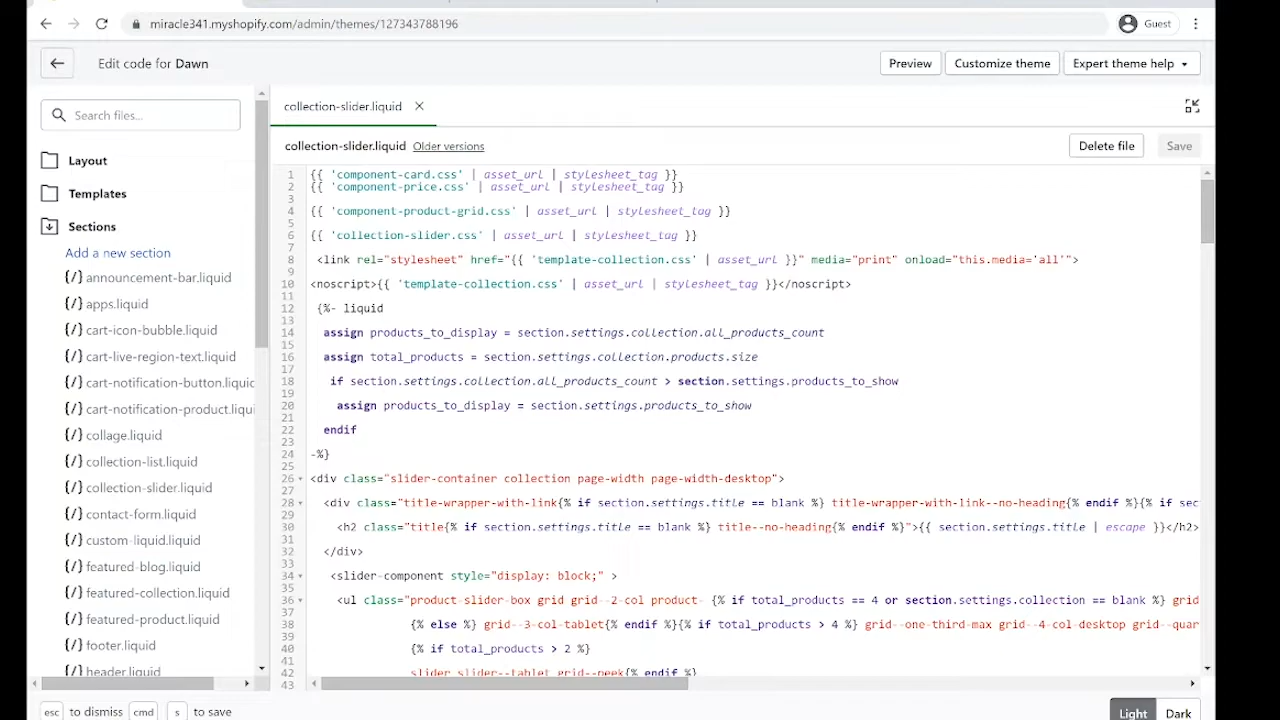 miracle341.myshopify.com/admin/themes/127343788196
Guest
Edit code for Dawn
Preview
Customize theme
Expert theme help
Search files...
Layout
Templates
Sections
Add a new section
{/} announcement-bar.liquid
{/} apps.liquid
{/} cart-icon-bubble.liquid
{/} cart-live-region-text.liquid
{/} cart-notification-button.liquid
{/} cart-notification-product.liqui
{/} collage.liquid
{/} collection-list.liquid
{/} collection-slider.liquid
{/} contact-form.liquid
{/} custom-liquid.liquid
{/} featured-blog.liquid
{/} featured-collection.liquid
{/} featured-product.liquid
{/} footer.liquid
{/} header.liquid
collection-slider.liquid
collection-slider.liquid Older versions
Delete file
Save
1 {{ 'component-card.css' | asset_url | stylesheet_tag }}
2 {{ 'component-price.css' | asset_url | stylesheet_tag }}
3
4 {{ 'component-product-grid.css' | asset_url | stylesheet_tag }}
5
6 {{ 'collection-slider.css' | asset_url | stylesheet_tag }}
7
8 <link rel="stylesheet" href="{{ 'template-collection.css' | asset_url }}" media="print" onload="this.media='all'">
9
10 <noscript>{{ 'template-collection.css' | asset_url | stylesheet_tag }}</noscript>
11
12 {%- liquid
13
14 assign products_to_display = section.settings.collection.all_products_count
15
16 assign total_products = section.settings.collection.products.size
17
18 if section.settings.collection.all_products_count > section.settings.products_to_show
19
20 assign products_to_display = section.settings.products_to_show
21
22 endif
23
24 -%}
25
26 <div class="slider-container collection page-width page-width-desktop">
27
28 <div class="title-wrapper-with-link{% if section.settings.title == blank %} title-wrapper-with-link--no-heading{% endif %}{% if sec
29
30 <h2 class="title{% if section.settings.title == blank %} title--no-heading{% endif %}">{{ section.settings.title | escape }}</h2>
31
32 </div>
33
34 <slider-component style="display: block;" >
35
36 <ul class="product-slider-box grid grid--2-col product- {% if total_products == 4 or section.settings.collection == blank %} grid
37
38 {% else %} grid--3-col-tablet{% endif %}{% if total_products > 4 %} grid--one-third-max grid--4-col-desktop grid--quar
39
40 {% if total_products > 2 %}
41
42 slider slider--tablet grid--peek{% endif %}
43
esc to dismiss cmd s to save
Light
Dark